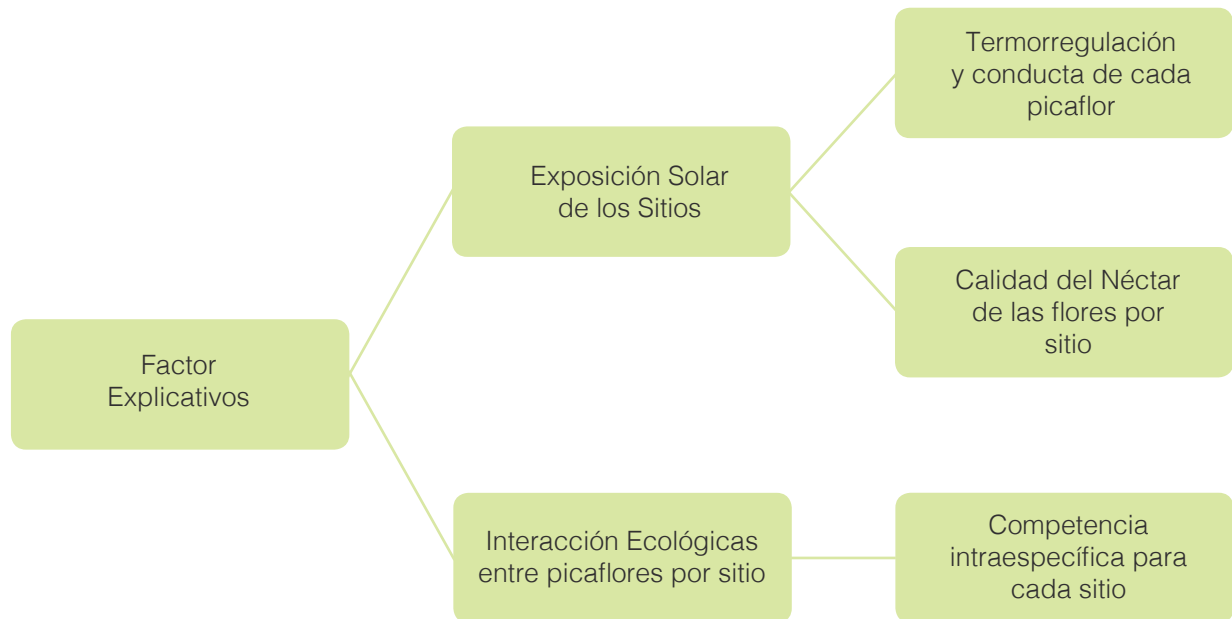 Factor
Explicativos
Exposición Solar
de los Sitios
Termorregulación
y conducta de cada
picaflor
Calidad del Néctar
de las flores por
sitio
Interacción Ecológicas
entre picaflores por sitio
Competencia
intraespecífica para
cada sitio